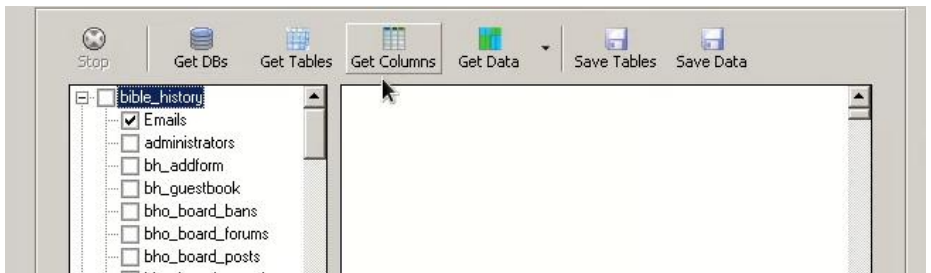 Stop Get DBs Get Tables Get Columns Get Data Save Tables Save Data
bible_history
Emails
administrators
bh_addform
bh_guestbook
bho_board_bans
bho_board_forums
bho_board_posts